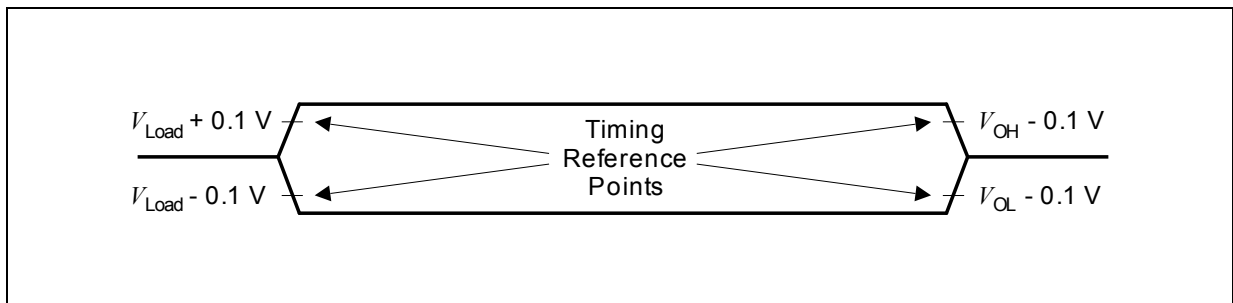 V_Load + 0.1 V
V_Load - 0.1 V
Timing
Reference
Points
V_OH - 0.1 V
V_OL - 0.1 V